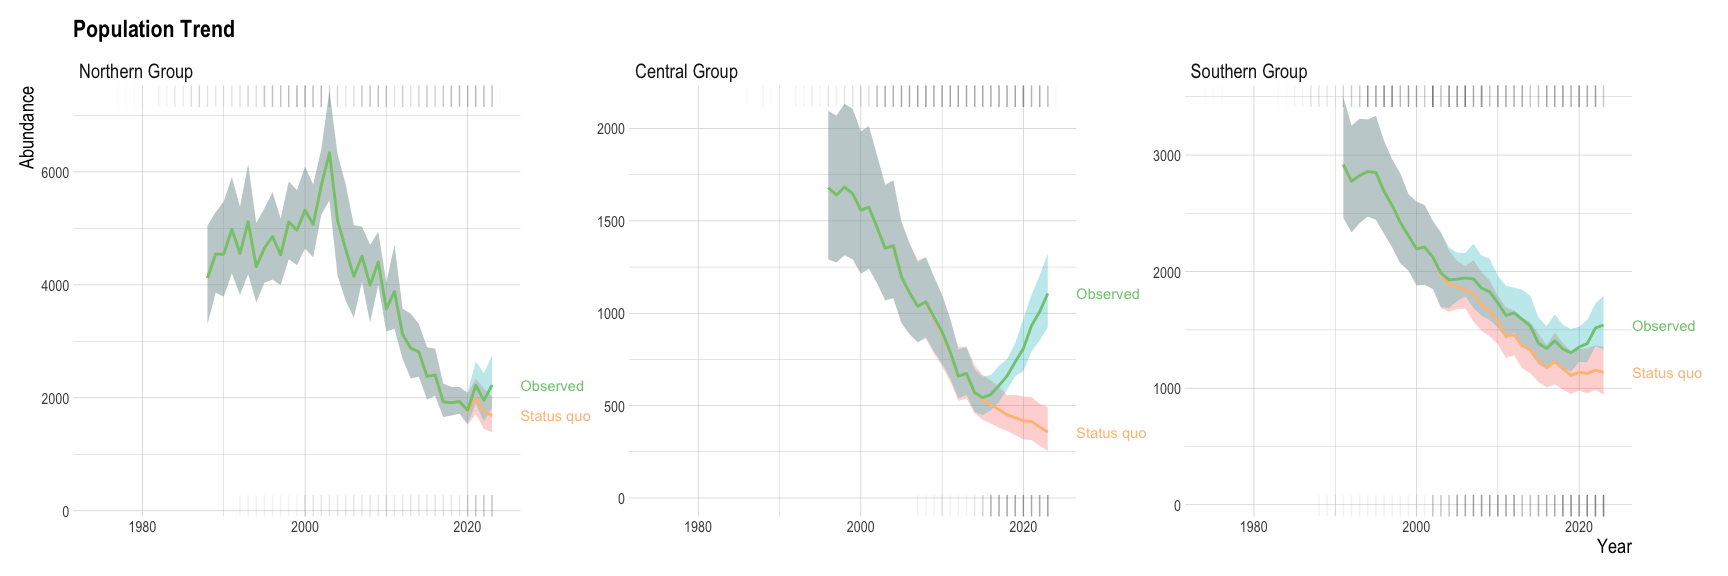 Population Trend
Northern Group
Central Group
Southern Group
Abundance
6000
4000
2000
0
1980
2000
2020
Observed
Status quo
2000
1500
1000
500
0
1980
2000
2020
Observed
Status quo
3000
2000
1000
0
1980
2000
2020
Observed
Status quo
Year